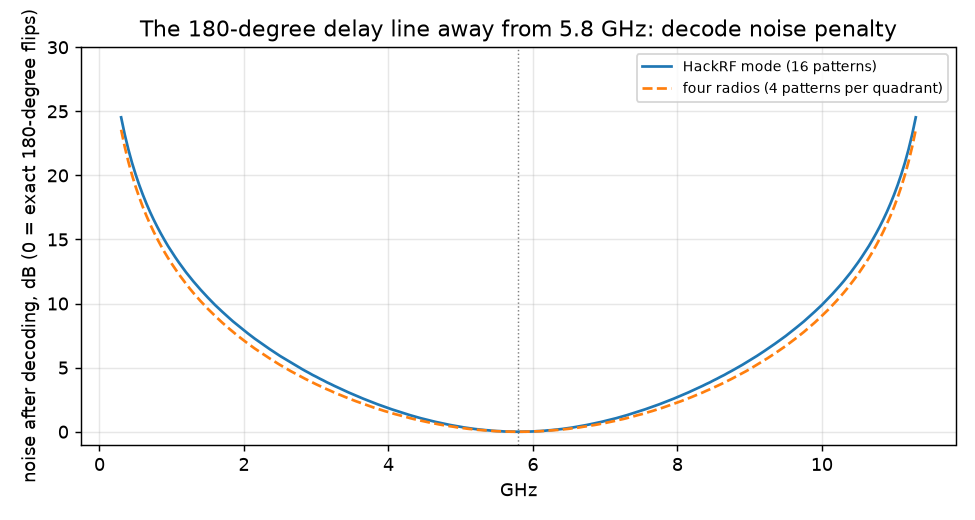 The 180-degree delay line away from 5.8 GHz: decode noise penalty
HackRF mode (16 patterns)
four radios (4 patterns per quadrant)
noise after decoding, dB (0 = exact 180-degree flips)
30
25
20
15
10
5
0
0 2 4 6 8 10
GHz